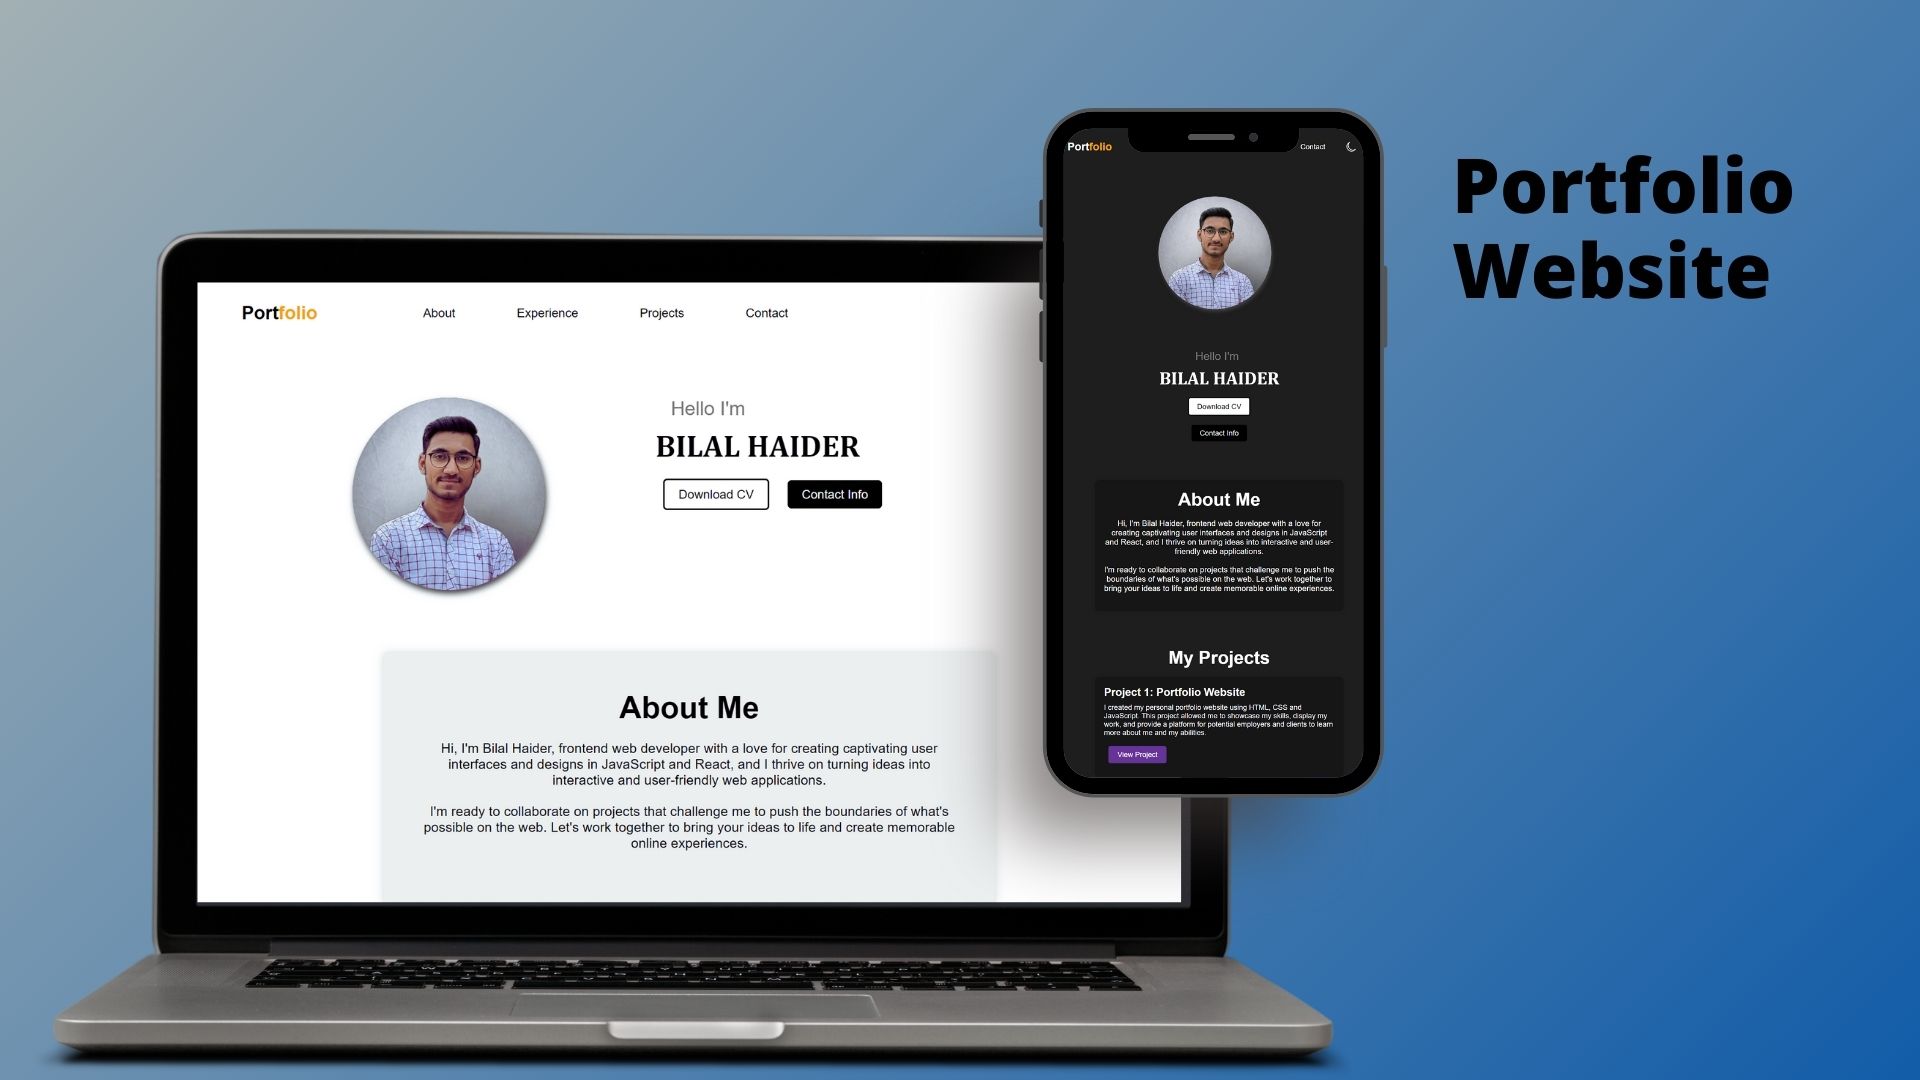 Portfolio
Website
Portfolio
About
Experience
Projects
Contact
Hello I'm
BILAL HAIDER
Download CV
Contact Info
About Me
Hi, I'm Bilal Haider, frontend web developer with a love for creating captivating user
interfaces and designs in JavaScript and React, and I thrive on turning ideas into
interactive and user-friendly web applications.
I'm ready to collaborate on projects that challenge me to push the boundaries of what's
possible on the web. Let's work together to bring your ideas to life and create memorable
online experiences.
Portfolio
Contact
Hello I'm
BILAL HAIDER
Download CV
Contact Info
About Me
Hi, I'm Bilal Haider, frontend web developer with a love for
creating captivating user interfaces and designs in JavaScript
and React, and I thrive on turning ideas into interactive and user-
friendly web applications.
I'm ready to collaborate on projects that challenge me to push the
boundaries of what's possible on the web. Let's work together to
bring your ideas to life and create memorable online experiences.
My Projects
Project 1: Portfolio Website
I created my personal portfolio website using HTML, CSS and
JavaScript. This project allowed me to showcase my skills, display my
work, and provide a platform for potential employers and clients to learn
more about me and my abilities.
View Project